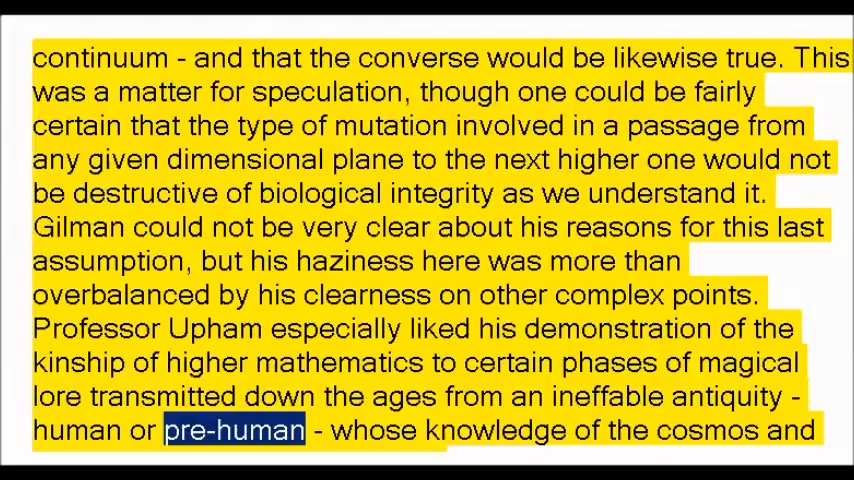 continuum - and that the converse would be likewise true. This
was a matter for speculation, though one could be fairly
certain that the type of mutation involved in a passage from
any given dimensional plane to the next higher one would not
be destructive of biological integrity as we understand it.
Gilman could not be very clear about his reasons for this last
assumption, but his haziness here was more than
overbalanced by his clearness on other complex points.
Professor Upham especially liked his demonstration of the
kinship of higher mathematics to certain phases of magical
lore transmitted down the ages from an ineffable antiquity -
human or pre-human - whose knowledge of the cosmos and